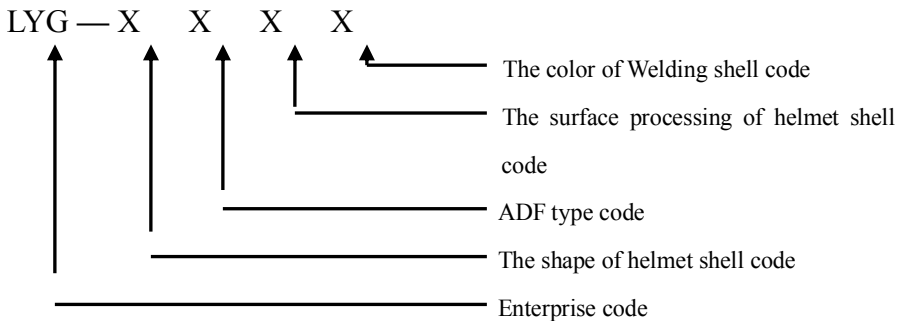 LYG — X X X X
The color of Welding shell code
The surface processing of helmet shell
code
ADF type code
The shape of helmet shell code
Enterprise code